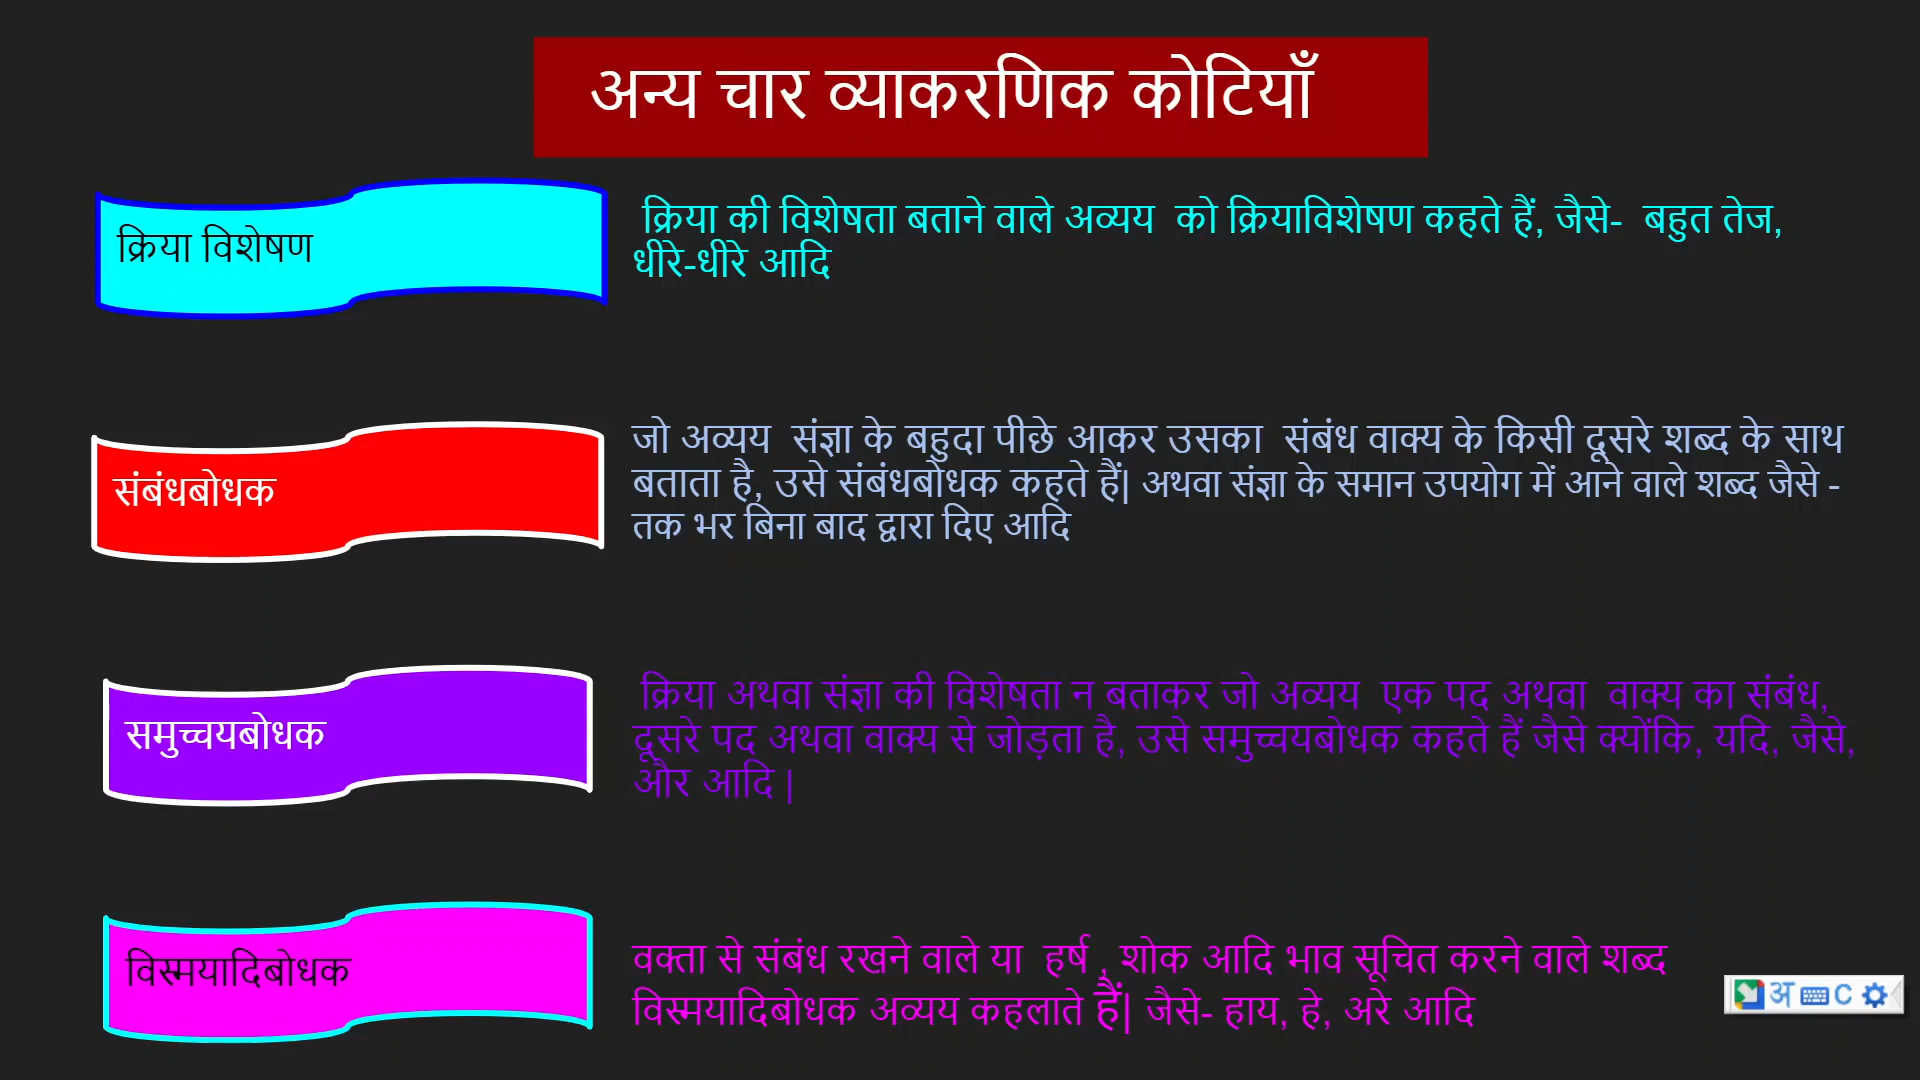 अन्य चार व्याकरणिक कोटियाँ
क्रिया विशेषण
क्रिया की विशेषता बताने वाले अव्यय को क्रियाविशेषण कहते हैं, जैसे- बहुत तेज,
धीरे-धीरे आदि
संबंधबोधक
जो अव्यय संज्ञा के बहुदा पीछे आकर उसका संबंध वाक्य के किसी दूसरे शब्द के साथ
बताता है, उसे संबंधबोधक कहते हैं| अथवा संज्ञा के समान उपयोग में आने वाले शब्द जैसे -
तक भर बिना बाद द्वारा दिए आदि
समुच्चयबोधक
क्रिया अथवा संज्ञा की विशेषता न बताकर जो अव्यय एक पद अथवा वाक्य का संबंध,
दूसरे पद अथवा वाक्य से जोड़ता है, उसे समुच्चयबोधक कहते हैं जैसे क्योंकि, यदि, जैसे,
और आदि |
विस्मयादिबोधक
वक्ता से संबंध रखने वाले या हर्ष , शोक आदि भाव सूचित करने वाले शब्द
विस्मयादिबोधक अव्यय कहलाते हैं| जैसे- हाय, हे, अरे आदि
अ C